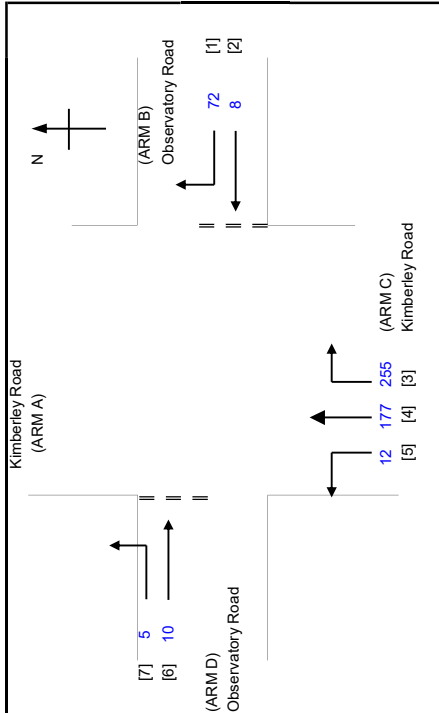 Kimberley Road
(ARM A)
N
(ARM B)
Observatory Road
72 [1]
8 [2]
[7] 5
[6] 10
(ARM D)
Observatory Road
12 177 255
[5] [4] [3]
(ARM C)
Kimberley Road